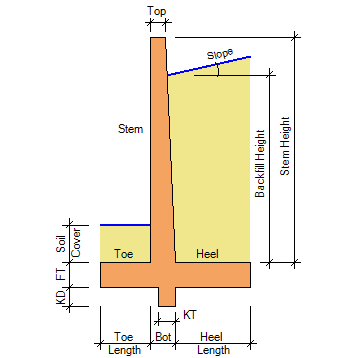 Top
Slope
Stem
Backfill Height
Stem Height
Soil
Cover
Toe
Heel
FT
KD
KT
Toe
Length
Bot
Heel
Length